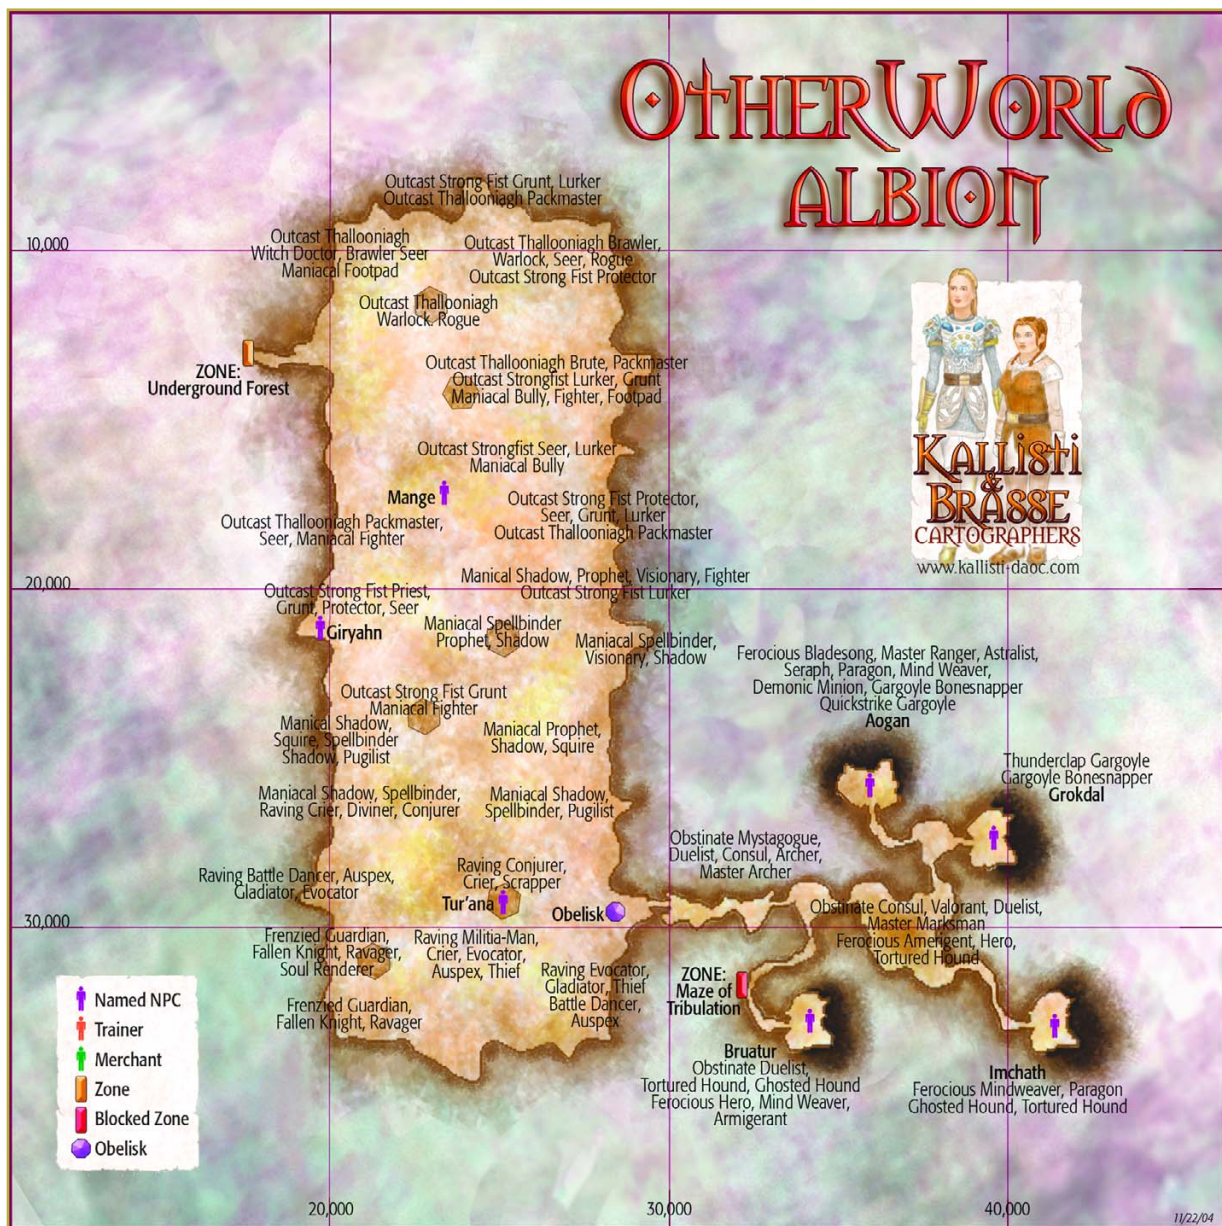 OtherWorld
Albion
Outcast Strong Fist Grunt, Lurker
Outcast Thallooniagh Packmaster
10,000
Outcast Thallooniagh
Witch Doctor, Brawler Seer
Maniacal Footpad
Outcast Thallooniagh Brawler,
Warlock, Seer, Rogue
Outcast Strong Fist Protector
Outcast Thallooniagh
Warlock. Rogue
ZONE:
Underground Forest
Outcast Thallooniagh Brute, Packmaster
Outcast Strongfist Lurker, Grunt
Maniacal Bully, Fighter, Footpad
Kallisti
&
Brasse
CARTOGRAPHERS
www.kallisti-daoc.com
Outcast Strongfist Seer, Lurker
Maniacal Bully
Mange
Outcast Strong Fist Protector,
Seer, Grunt, Lurker
Outcast Thallooniagh Packmaster
Outcast Thallooniagh Packmaster,
Seer, Maniacal Fighter
20,000
Manical Shadow, Prophet, Visionary, Fighter
Outcast Strong Fist Lurker
Outcast Strong Fist Priest,
Grunt, Protector, Seer
Giryahn
Maniacal Spellbinder
Prophet, Shadow
Maniacal Spellbinder,
Visionary, Shadow
Ferocious Bladesong, Master Ranger, Astralist,
Seraph, Paragon, Mind Weaver,
Demonic Minion, Gargoyle Bonesnapper
Quickstrike Gargoyle
Aogan
Outcast Strong Fist Grunt
Maniacal Fighter
Manical Shadow,
Squire, Spellbinder
Shadow, Pugilist
Maniacal Prophet,
Shadow, Squire
Thunderclap Gargoyle
Gargoyle Bonesnapper
Grokdal
Maniacal Shadow, Spellbinder,
Raving Crier, Diviner, Conjurer
Maniacal Shadow,
Spellbinder, Pugilist
Obstinate Mystagogue,
Duelist, Consul, Archer,
Master Archer
Raving Battle Dancer, Auspex,
Gladiator, Evocator
Raving Conjurer,
Crier, Scrapper
Tur'ana
Obelisk
30,000
Obstinate Consul, Valorant, Duelist,
Master Marksman
Ferocious Amerigent, Hero,
Tortured Hound
Frenzied Guardian,
Fallen Knight, Ravager,
Soul Renderer
Raving Militia-Man,
Crier, Evocator,
Auspex, Thief
Raving Evocator,
Gladiator, Thief
Battle Dancer,
Auspex
ZONE:
Maze of
Tribulation
Frenzied Guardian,
Fallen Knight, Ravager
Bruatur
Obstinate Duelist,
Tortured Hound, Ghosted Hound
Ferocious Hero, Mind Weaver,
Armigerant
Imchath
Ferocious Mindweaver, Paragon
Ghosted Hound, Tortured Hound
Named NPC
Trainer
Merchant
Zone
Blocked Zone
Obelisk
20,000
30,000
40,000
11/22/04